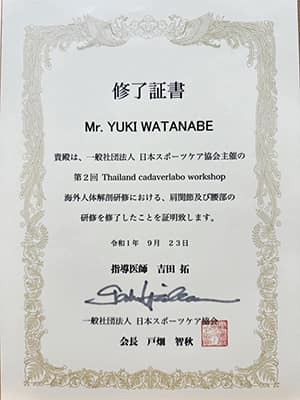 修了証書
Mr. YUKI WATANABE
貴殿は、一般社団法人 日本スポーツケア協会主催の
第２回 Thailand cadaverlabo workshop
海外人体解剖研修における、肩関節及び腰部の
研修を修了したことを証明致します。
令和１年 ９月 ２３日
指導医師 吉田 拓
一般社団法人 日本スポーツケア協会
会長 戸畑 智秋